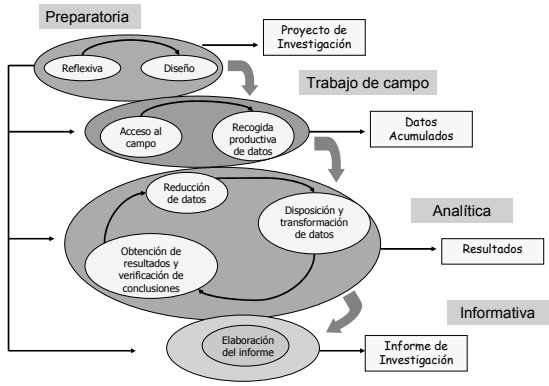 Preparatoria
Proyecto de
Investigación
Reflexiva
Diseño
Trabajo de campo
Acceso al
campo
Recogida
productiva
de datos
Datos
Acumulados
Reducción
de datos
Disposición y
transformación
de datos
Analítica
Obtención de
resultados y
verificación de
conclusiones
Resultados
Informativa
Elaboración
del informe
Informe de
Investigación